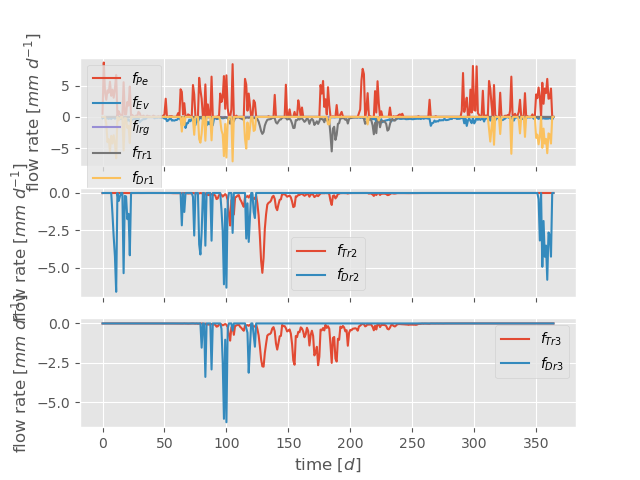 flow rate [mm d⁻¹]
5
0
−5
f_Pe
f_Ev
f_Irg
f_Tr1
f_Dr1
flow rate [mm d⁻¹]
0.0
−2.5
−5.0
f_Tr2
f_Dr2
flow rate [mm d⁻¹]
0.0
−2.5
−5.0
f_Tr3
f_Dr3
0 50 100 150 200 250 300 350
time [d]